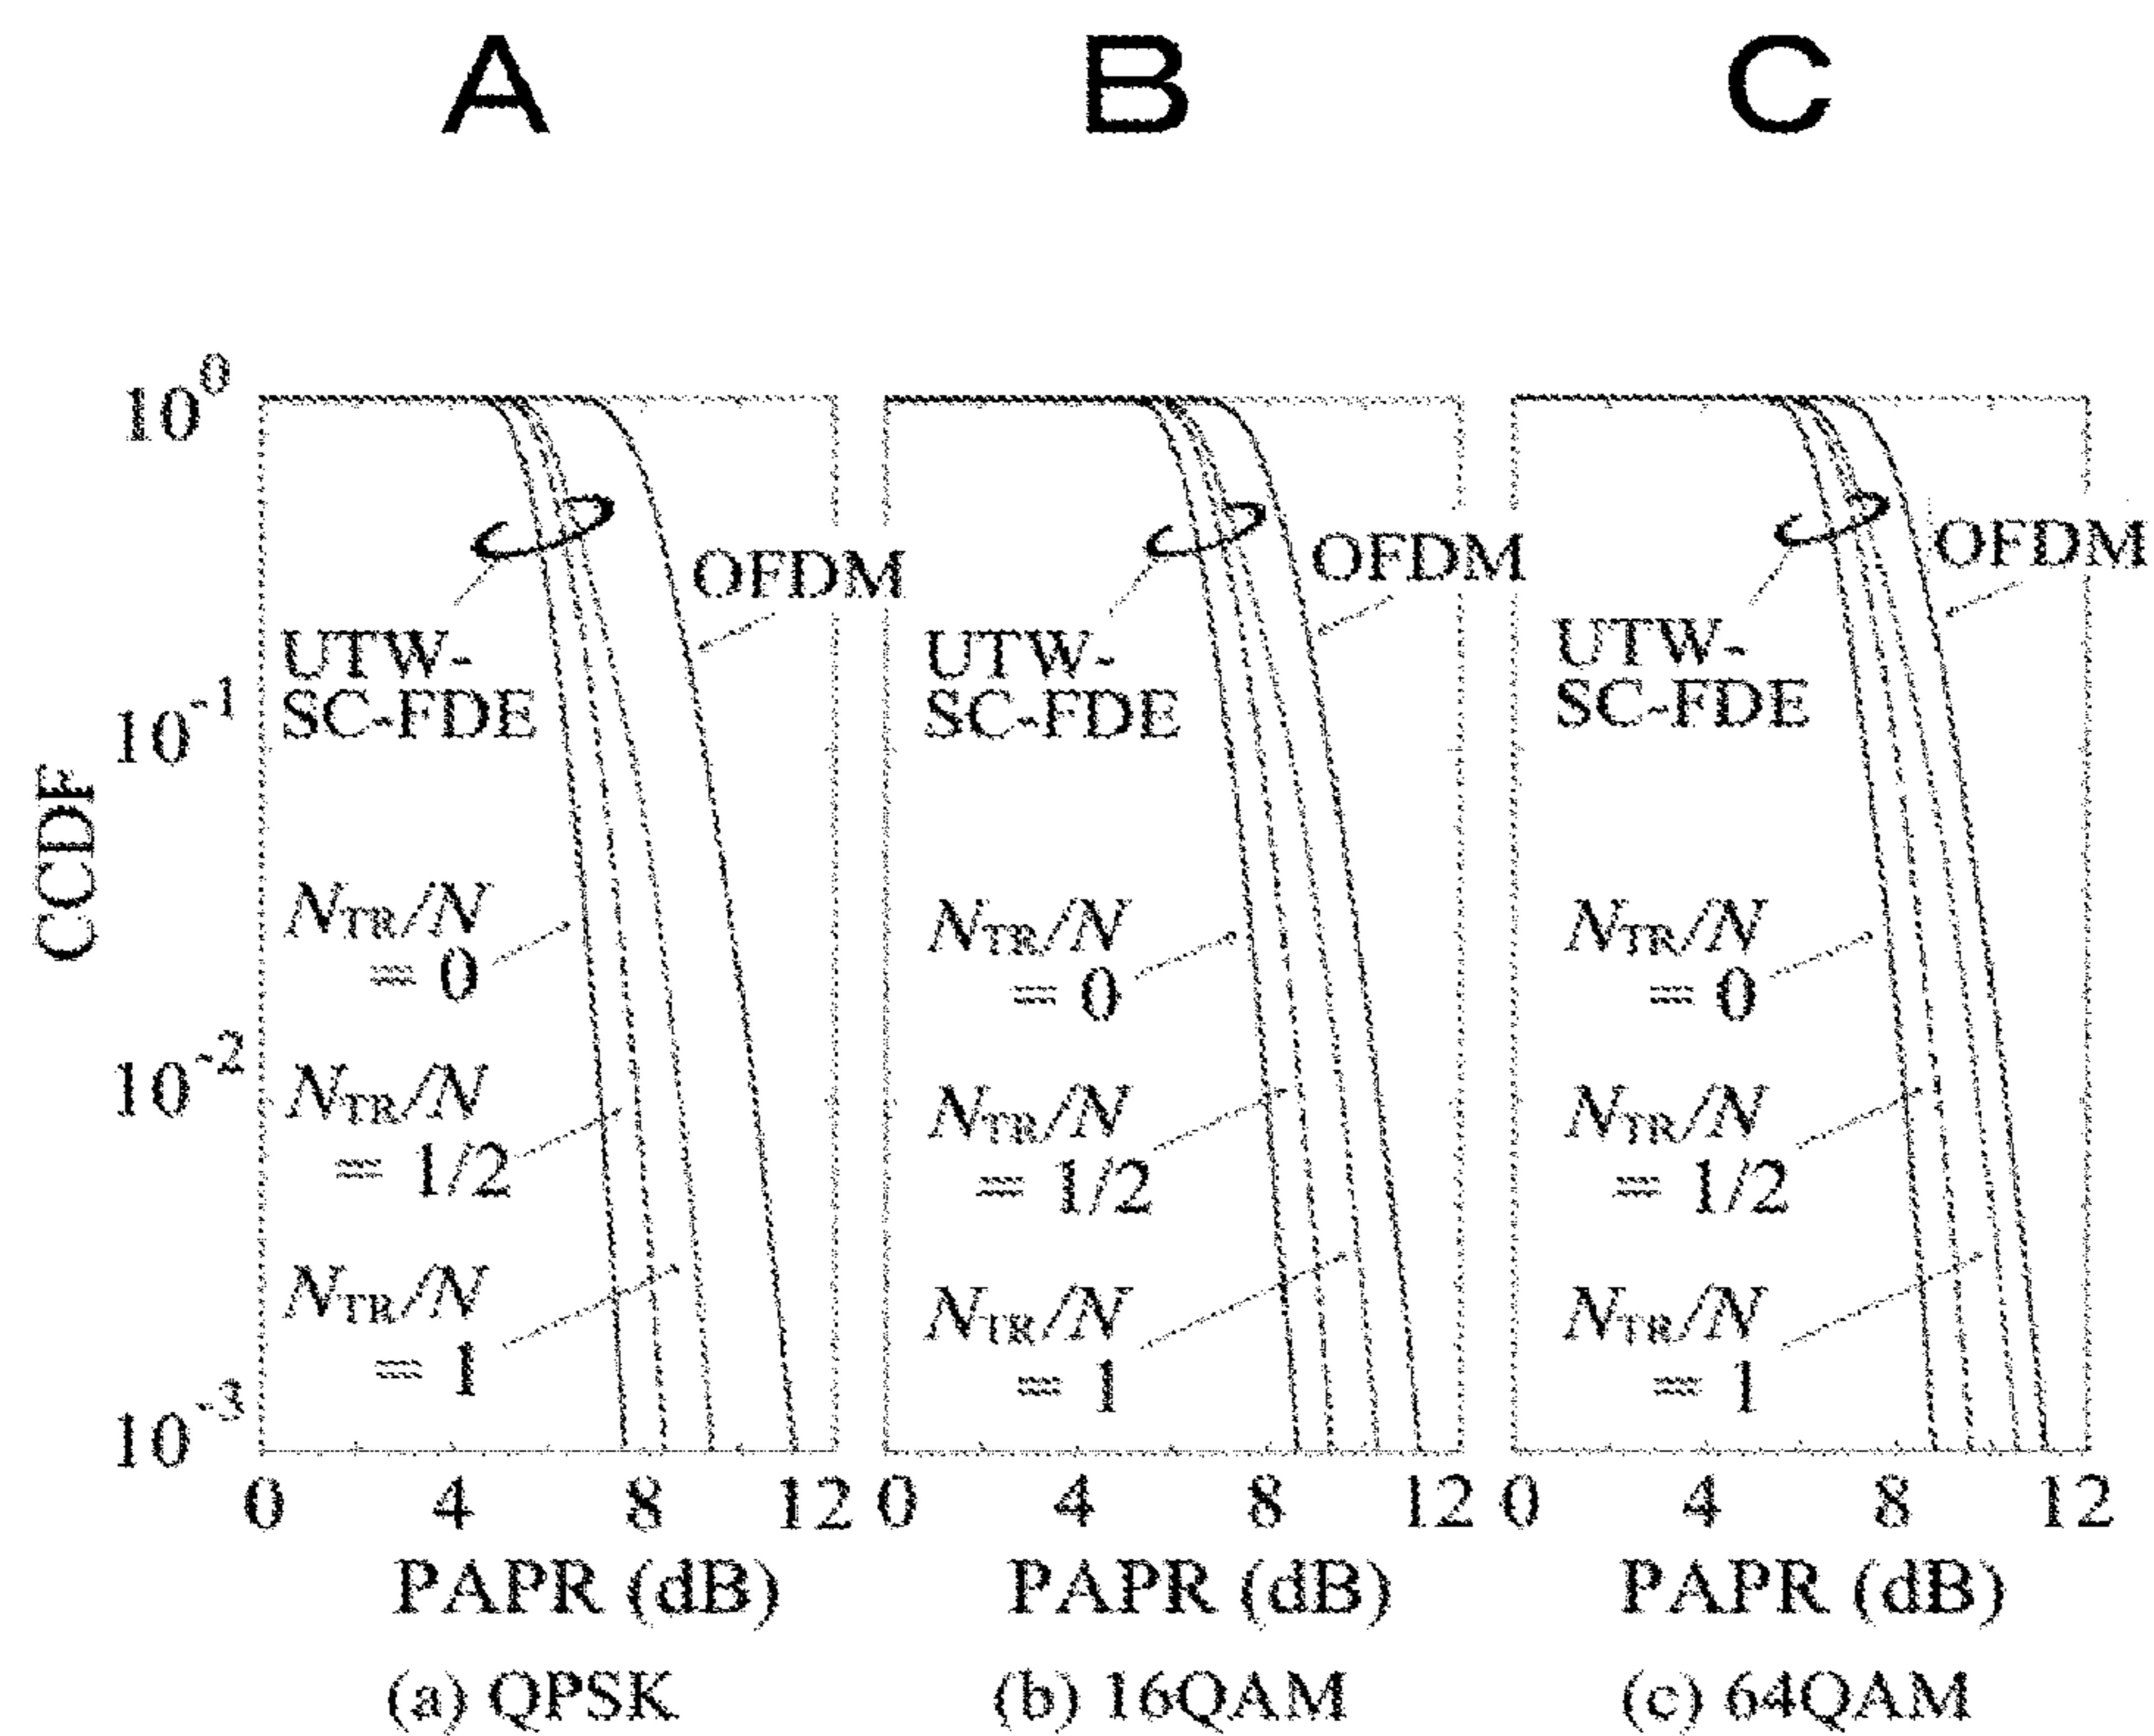 A
B
C
CCDF
10^0
10^-1
10^-2
10^-3
OFDM
UTW-
SC-FDE
N_TR/N
= 0
N_TR/N
= 1/2
N_TR/N
= 1
0 4 8 12
PAPR (dB)
(a) QPSK
OFDM
UTW-
SC-FDE
N_TR/N
= 0
N_TR/N
= 1/2
N_TR/N
= 1
0 4 8 12
PAPR (dB)
(b) 16QAM
OFDM
UTW-
SC-FDE
N_TR/N
= 0
N_TR/N
= 1/2
N_TR/N
= 1
0 4 8 12
PAPR (dB)
(c) 64QAM